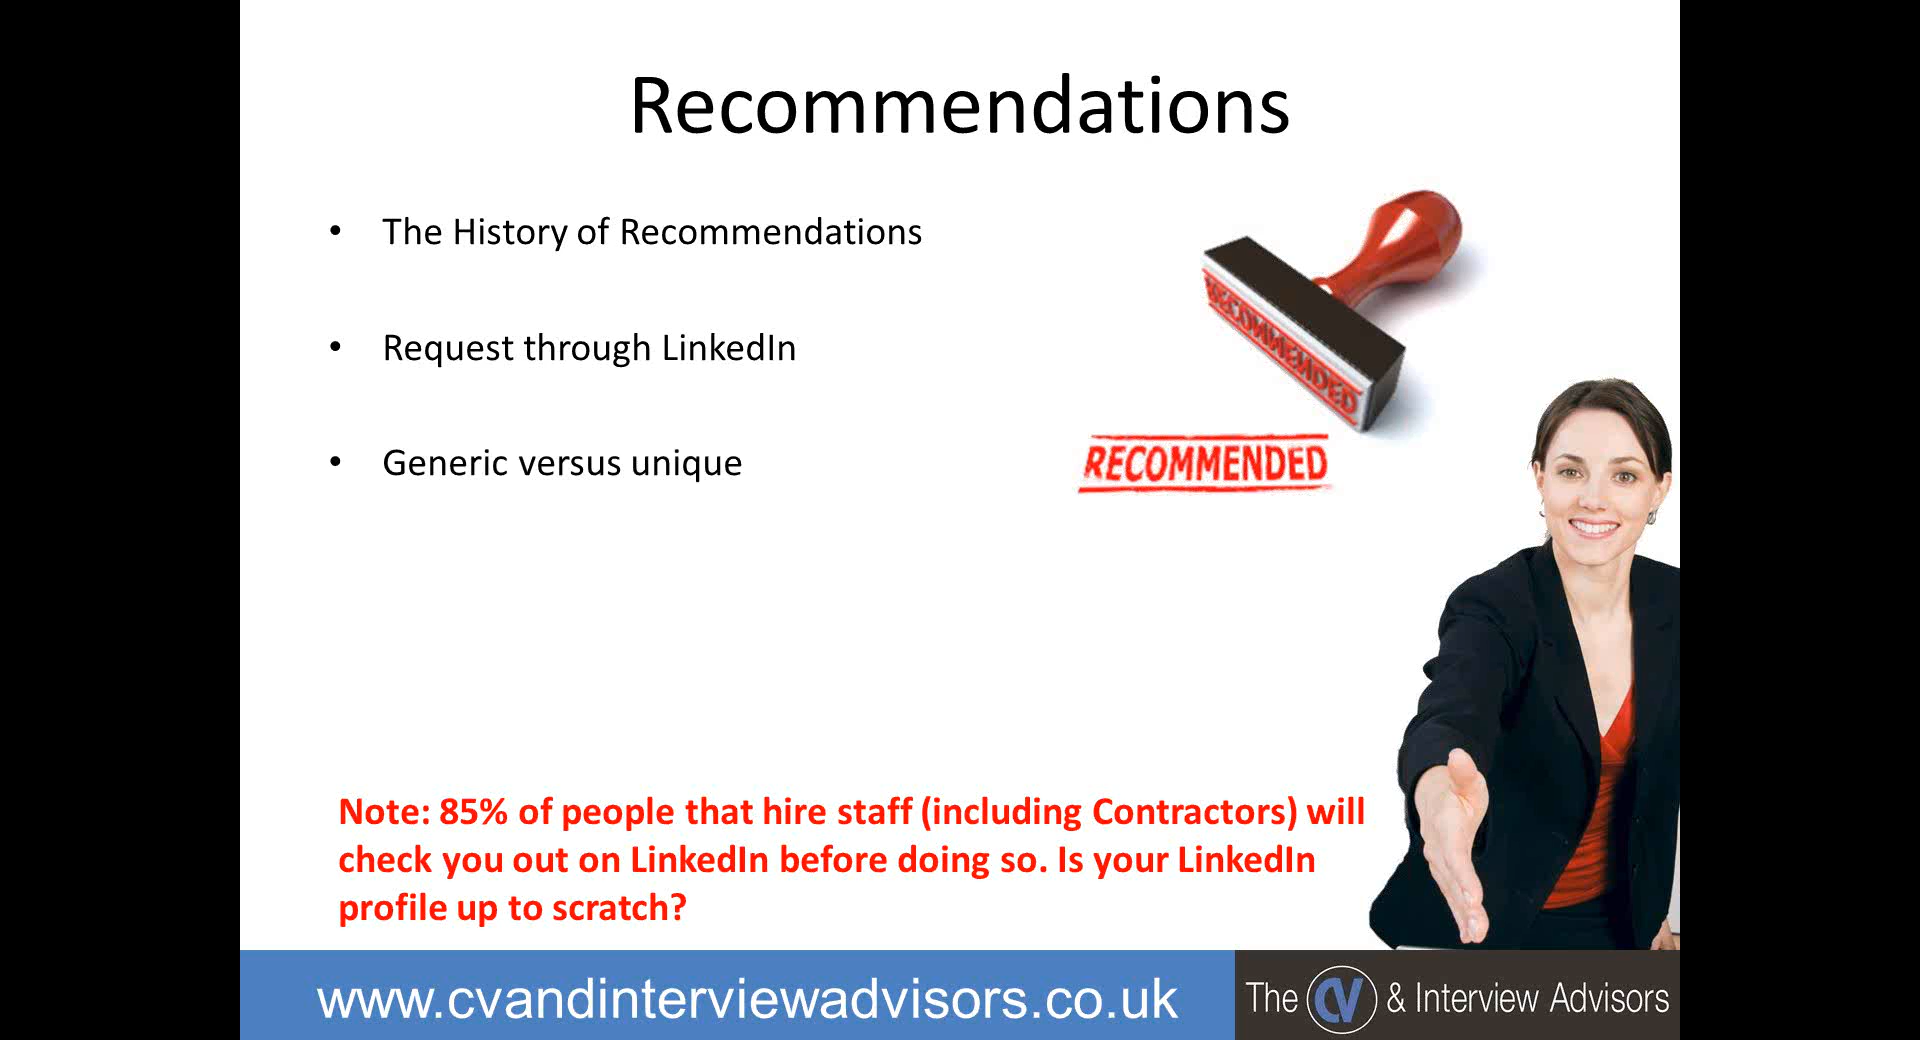 Recommendations
• The History of Recommendations
• Request through LinkedIn
• Generic versus unique
RECOMMENDED
RECOMMENDED
Note: 85% of people that hire staff (including Contractors) will
check you out on LinkedIn before doing so. Is your LinkedIn
profile up to scratch?
www.cvandinterviewadvisors.co.uk
The CV & Interview Advisors